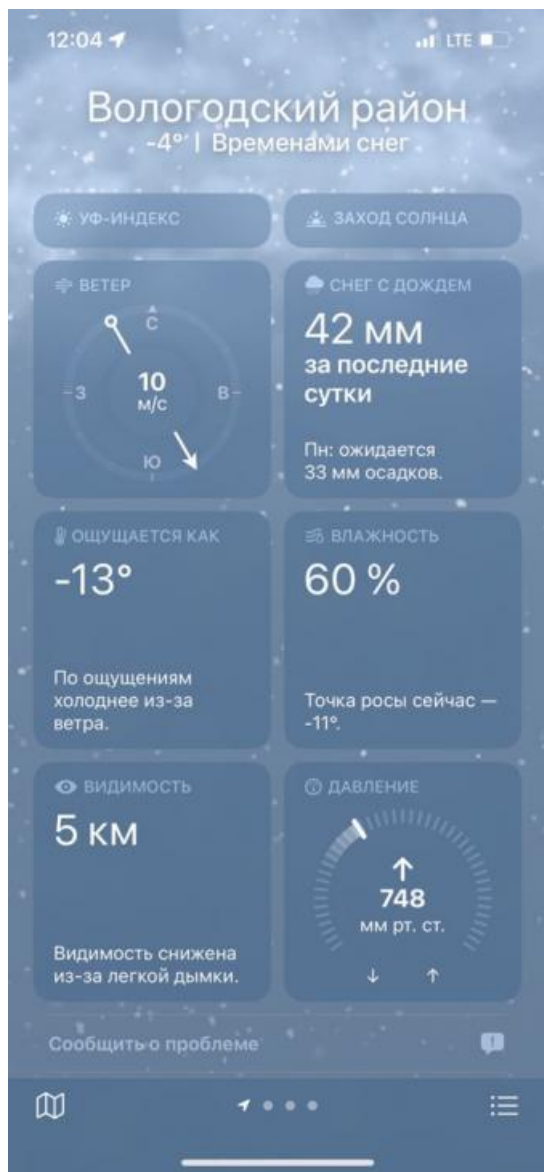 12:04
LTE
Вологодский район
-4° | Временами снег
УФ-ИНДЕКС
ЗАХОД СОЛНЦА
ВЕТЕР
С
З
10
м/с
В
Ю
СНЕГ С ДОЖДЕМ
42 мм
за последние
сутки
Пн: ожидается
33 мм осадков.
ОЩУЩАЕТСЯ КАК
-13°
По ощущениям
холоднее из-за
ветра.
ВЛАЖНОСТЬ
60 %
Точка росы сейчас —
-11°.
ВИДИМОСТЬ
5 км
Видимость снижена
из-за легкой дымки.
ДАВЛЕНИЕ
↑
748
мм рт. ст.
↓ ↑
Сообщить о проблеме